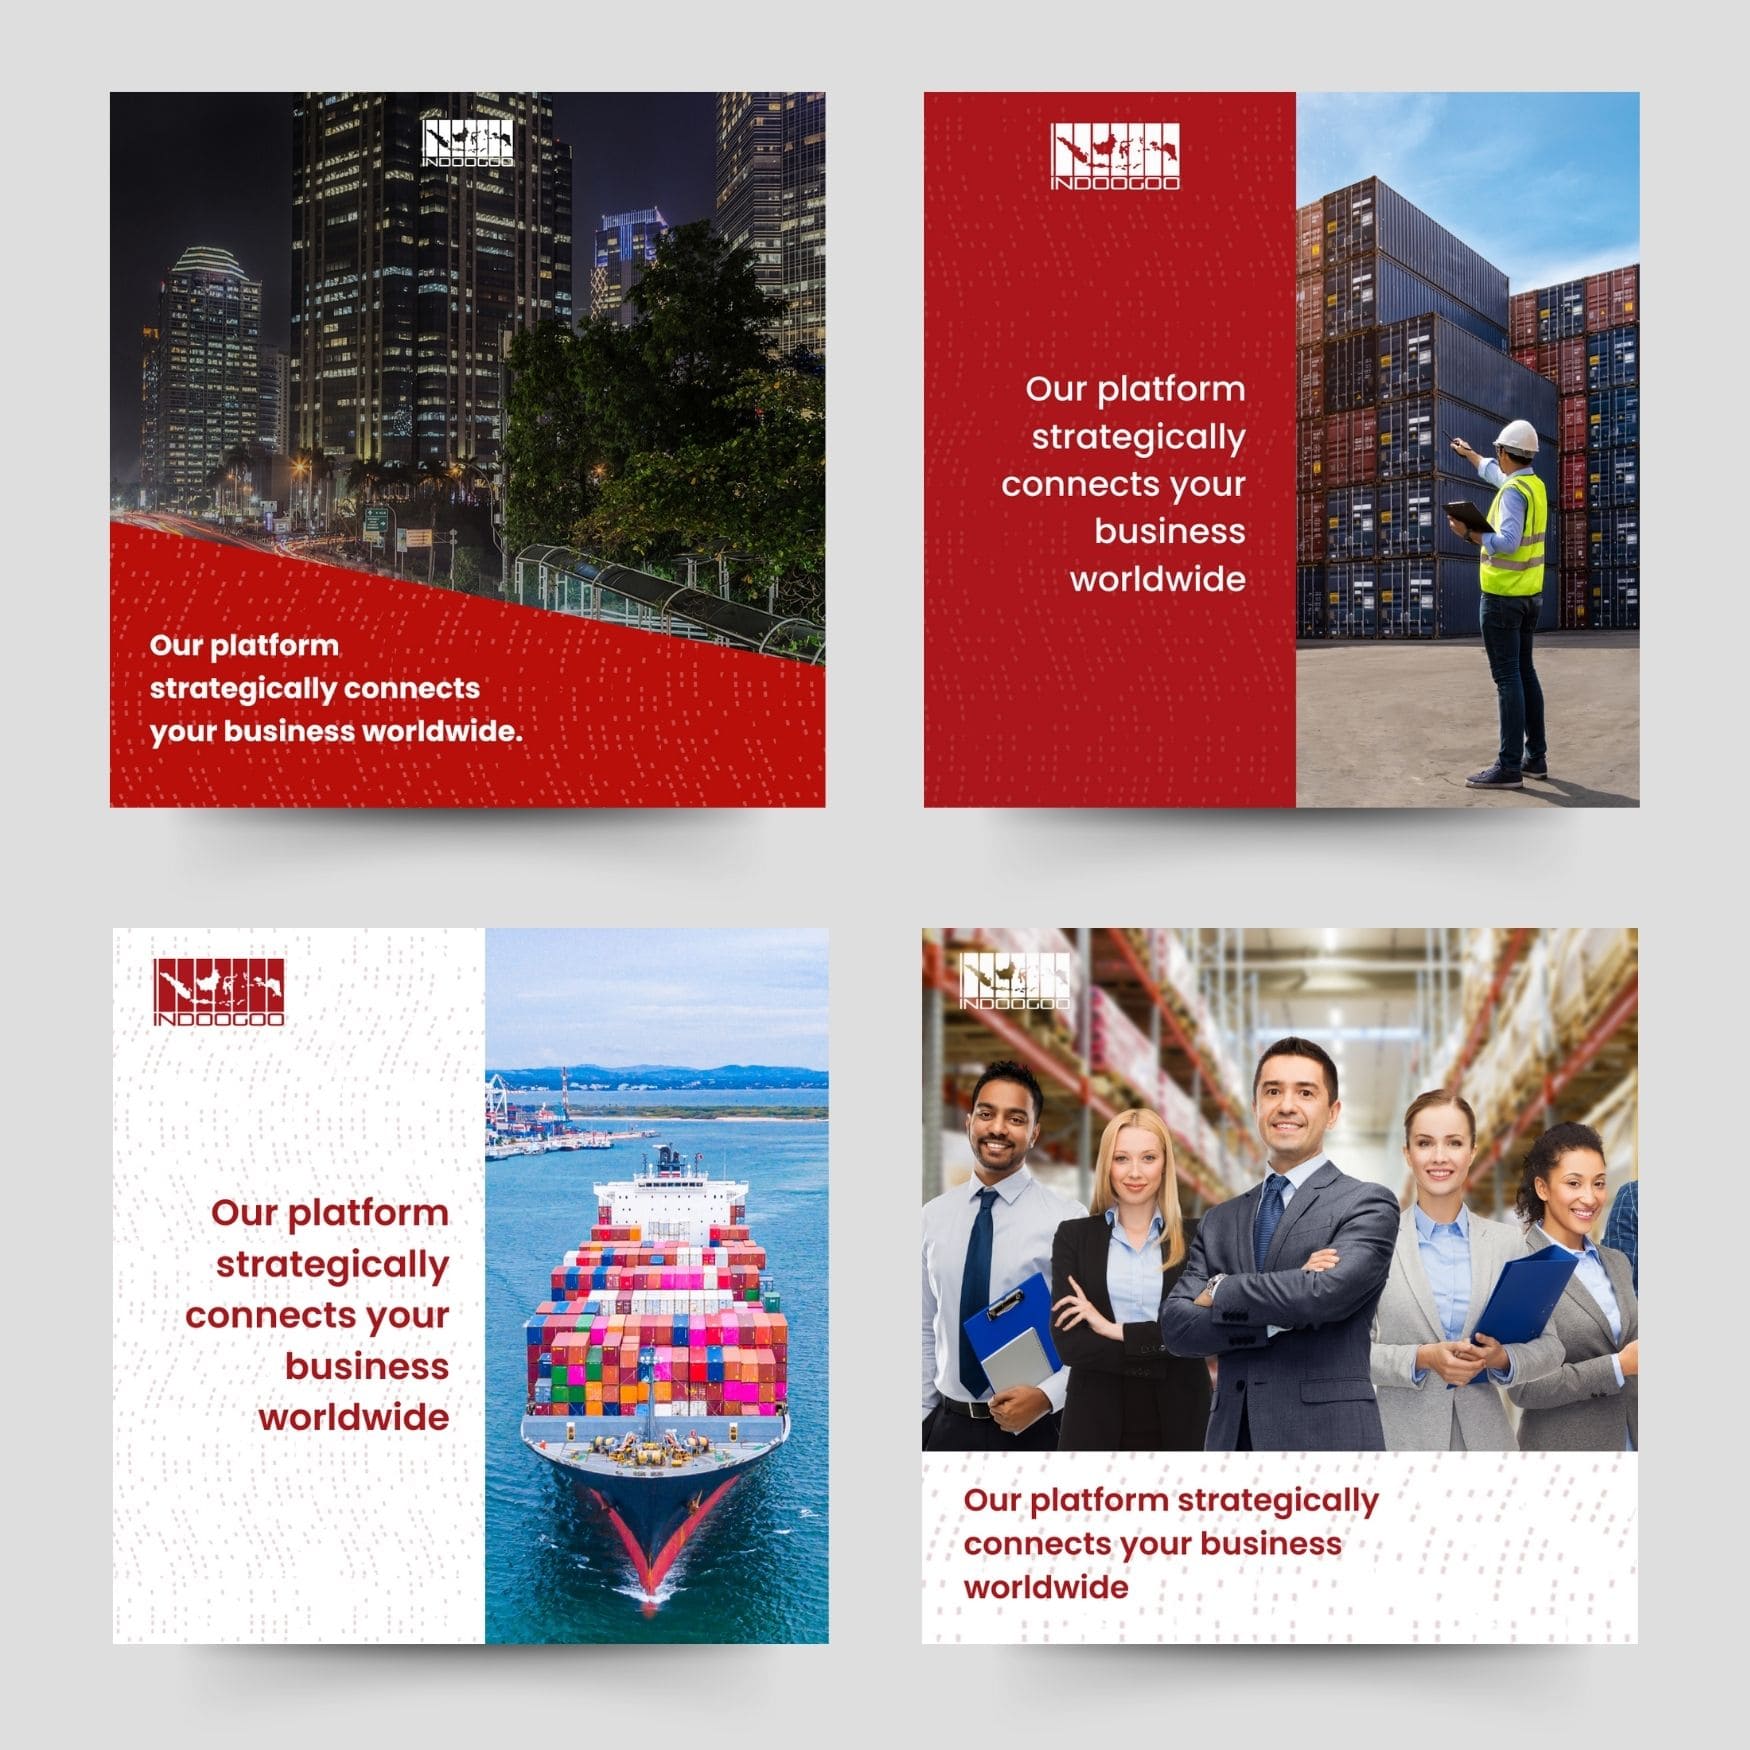 INDOOGOO
Our platform
strategically connects
your business worldwide.
INDOOGOO
Our platform
strategically
connects your
business
worldwide
INDOOGOO
Our platform
strategically
connects your
business
worldwide
INDOOGOO
Our platform strategically
connects your business
worldwide